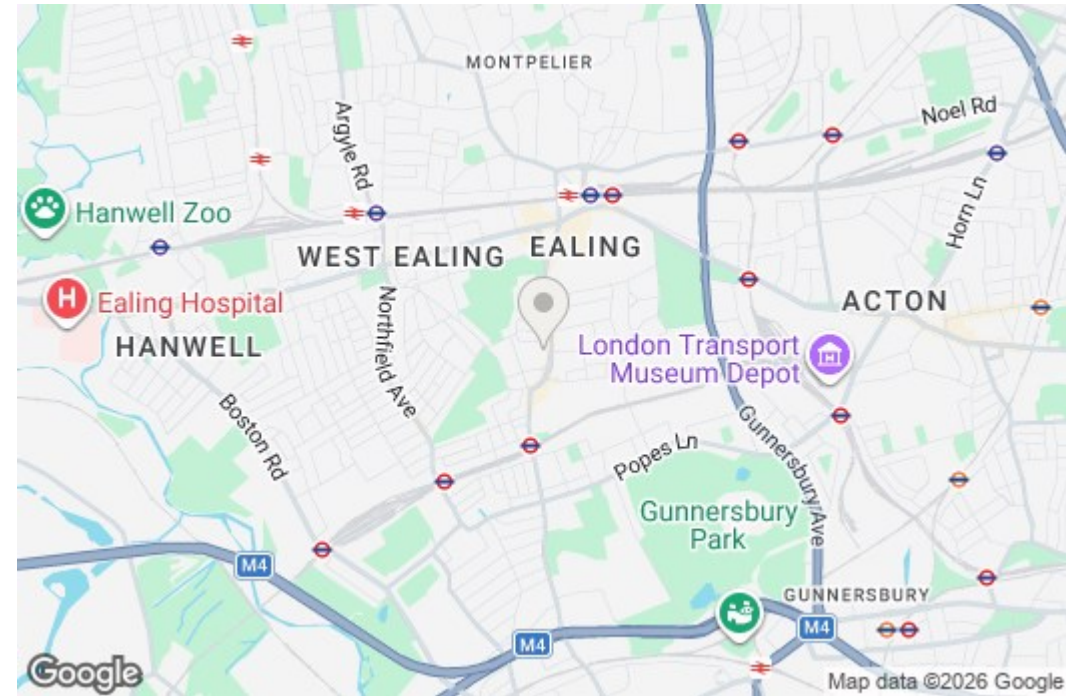 MONTPELIER
Noel Rd
Argyle Rd
Horn Ln
Hanwell Zoo
WEST EALING
EALING
Ealing Hospital
H
ACTON
HANWELL
Northfield Ave
London Transport
Museum Depot
Boston Rd
Popes Ln
Gunnersbury Ave
Gunnersbury
Park
M4
GUNNERSBURY
M4
M4
Google
Map data ©2026 Google